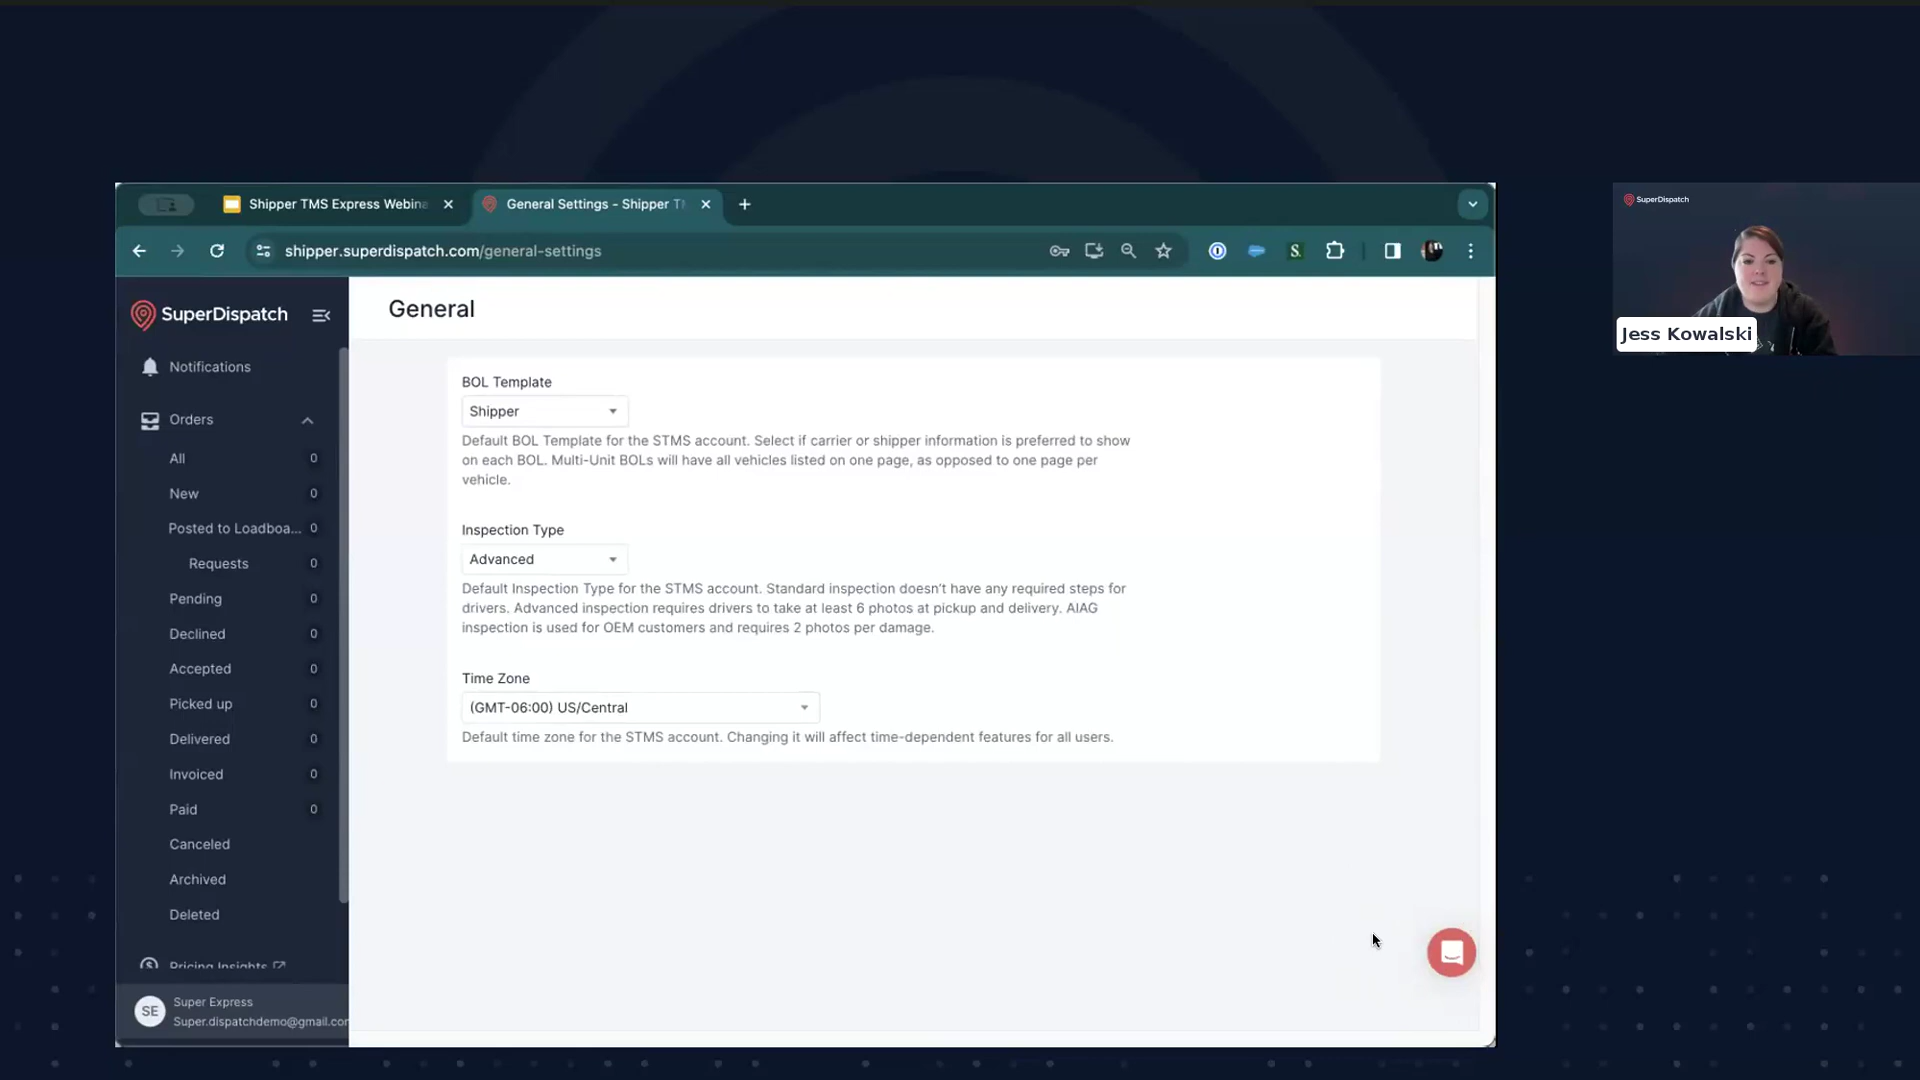 Shipper TMS Express Webina
General Settings - Shipper T
shipper.superdispatch.com/general-settings
S.
SuperDispatch
Notifications
Orders
All 0
New 0
Posted to Loadboa... 0
Requests 0
Pending 0
Declined 0
Accepted 0
Picked up 0
Delivered 0
Invoiced 0
Paid 0
Canceled
Archived
Deleted
Pricing Insights
SE
Super Express
Super.dispatchdemo@gmail.cor
General
BOL Template
Shipper
Default BOL Template for the STMS account. Select if carrier or shipper information is preferred to show
on each BOL. Multi-Unit BOLs will have all vehicles listed on one page, as opposed to one page per
vehicle.
Inspection Type
Advanced
Default Inspection Type for the STMS account. Standard inspection doesn't have any required steps for
drivers. Advanced inspection requires drivers to take at least 6 photos at pickup and delivery. AIAG
inspection is used for OEM customers and requires 2 photos per damage.
Time Zone
(GMT-06:00) US/Central
Default time zone for the STMS account. Changing it will affect time-dependent features for all users.
SuperDispatch
Jess Kowalski